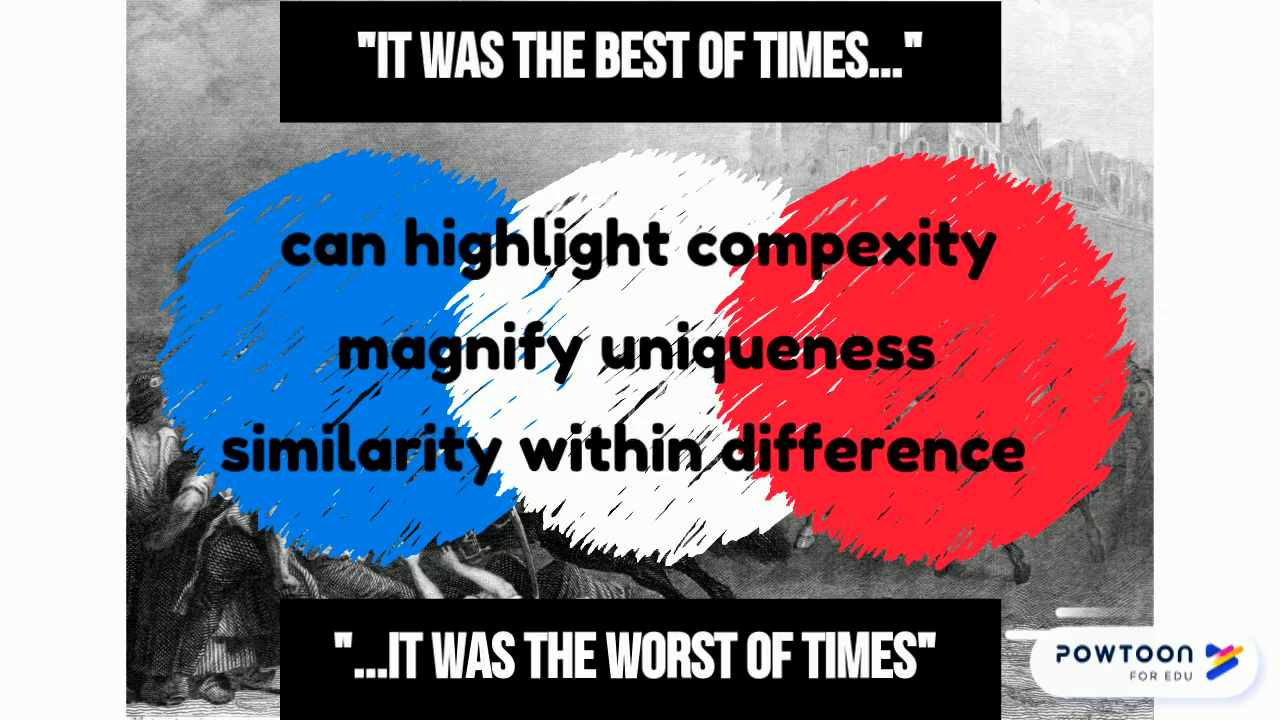 "IT WAS THE BEST OF TIMES..."
can highlight compexity
magnify uniqueness
similarity within difference
"...IT WAS THE WORST OF TIMES"
POWTOON
FOR EDU